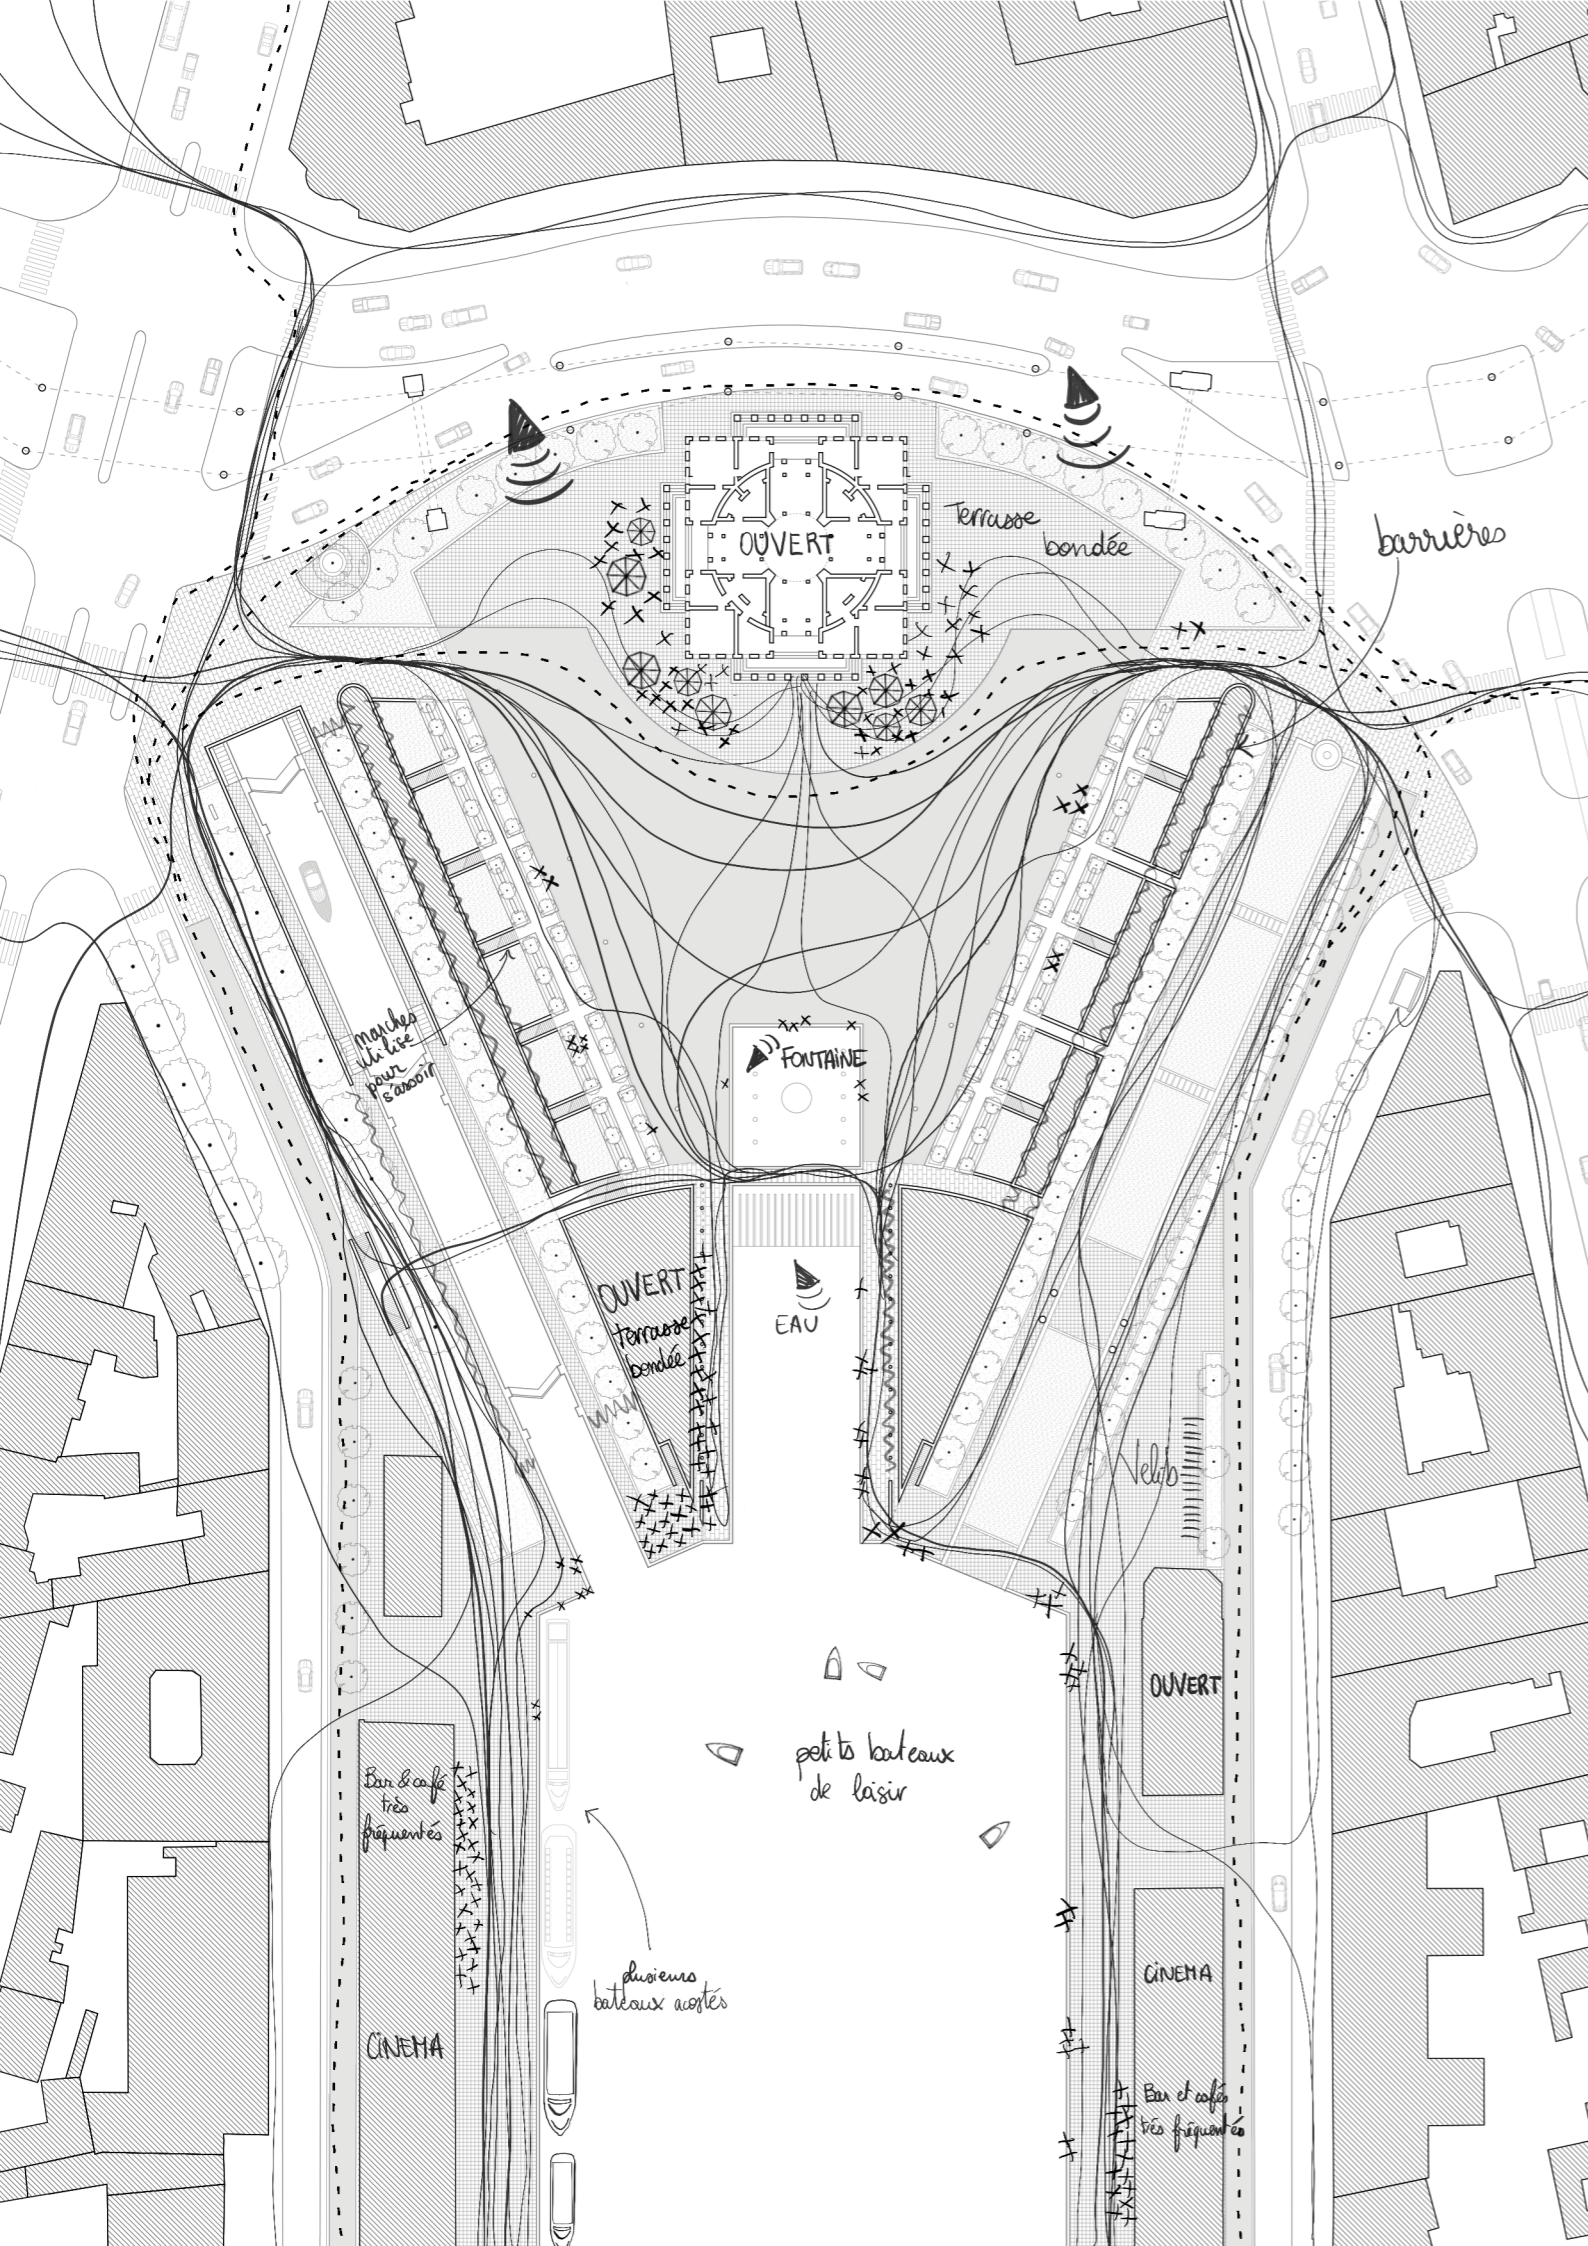 OUVERT
Terrasse
bondée
barrières
marches
utilisé
pour
s'assoir
FONTAINE
OUVERT
terrasse
bondée
EAU
Velib
OUVERT
petits bateaux
de loisir
Bar & café
très
fréquentés
plusieurs
bateaux acostés
CINEMA
CINEMA
Bar et cafés
très fréquentés